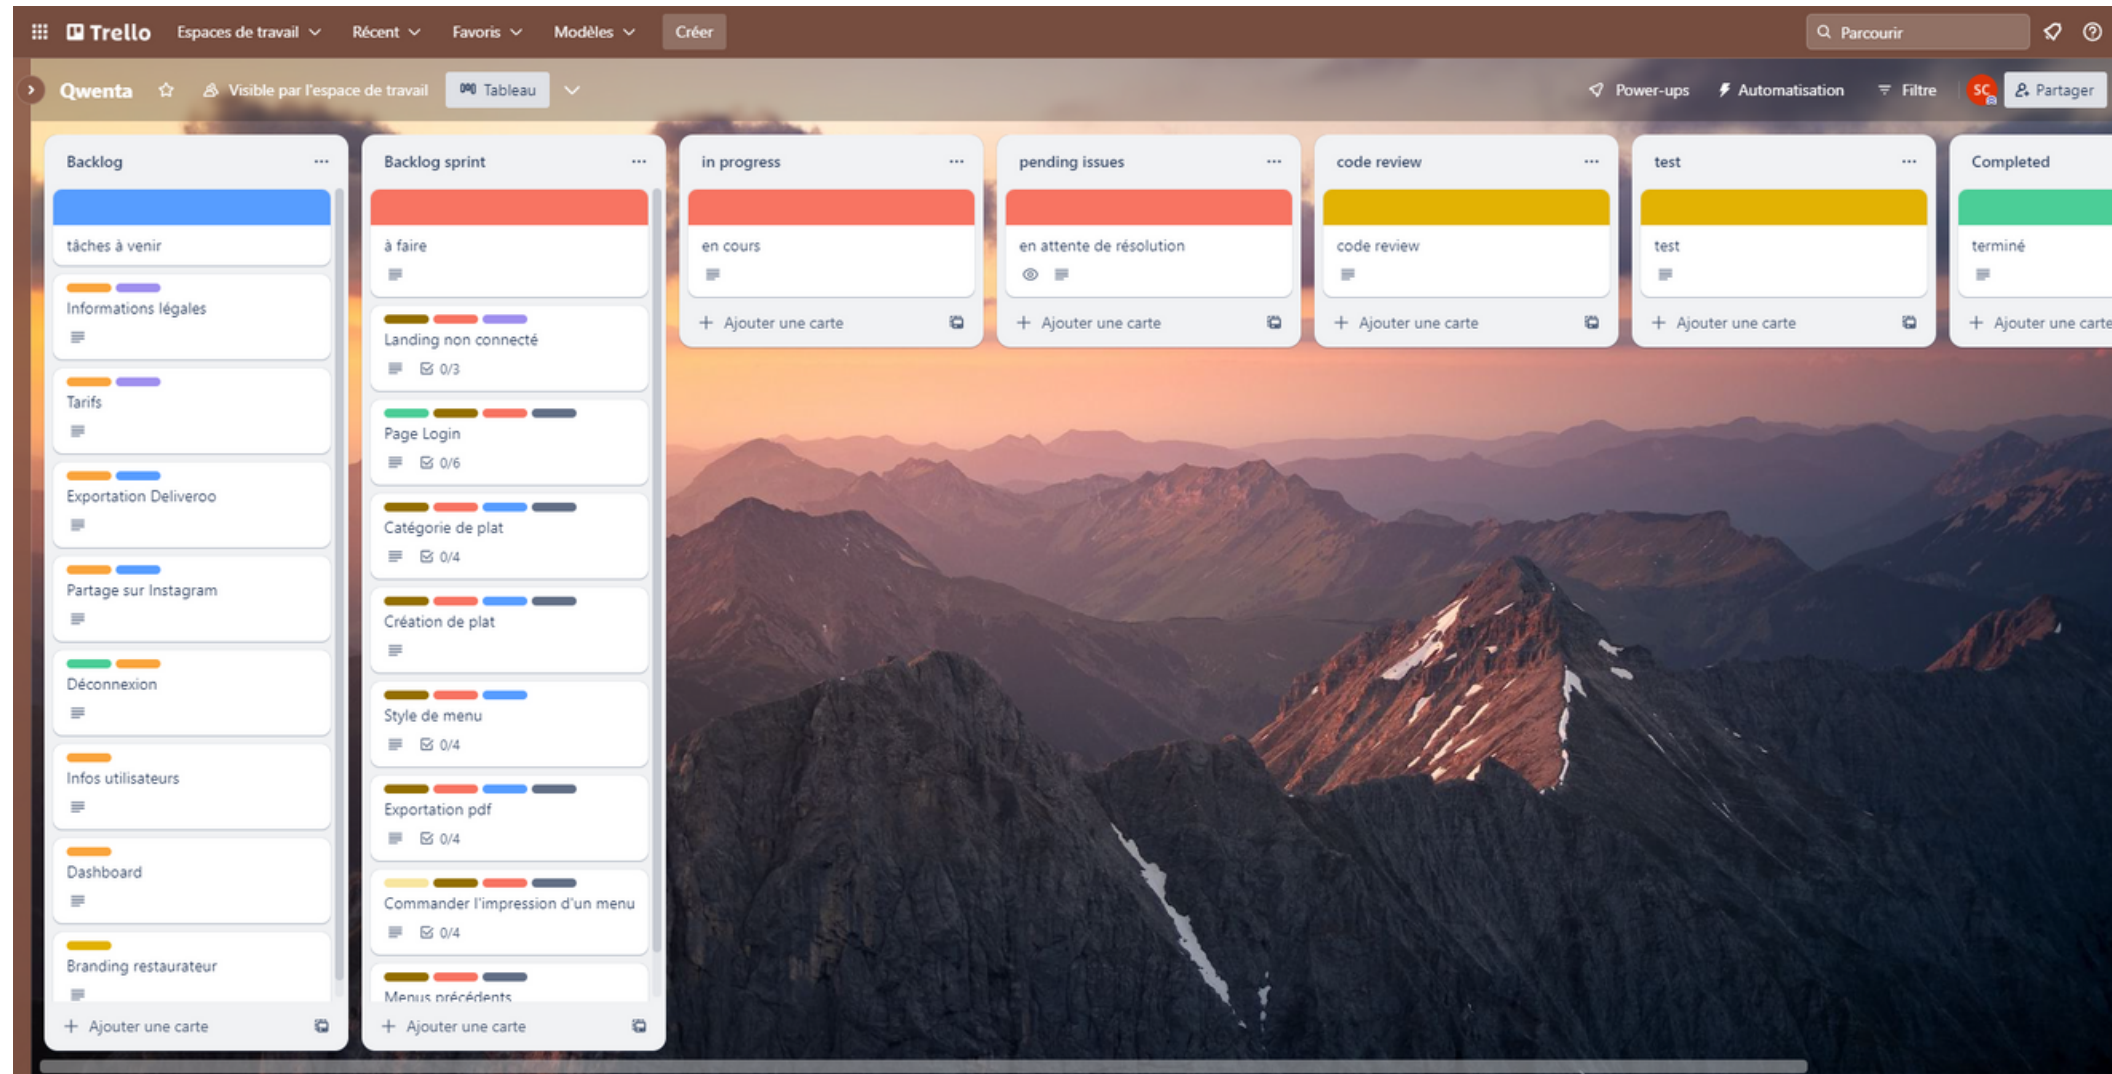 Trello
Espaces de travail
Récent
Favoris
Modèles
Créer
Parcourir
Qwenta
Visible par l'espace de travail
Tableau
Power-ups
Automatisation
Filtre
SC
Partager
Backlog
tâches à venir
Informations légales
Tarifs
Exportation Deliveroo
Partage sur Instagram
Déconnexion
Infos utilisateurs
Dashboard
Branding restaurateur
+ Ajouter une carte
Backlog sprint
à faire
Landing non connecté
0/3
Page Login
0/6
Catégorie de plat
0/4
Création de plat
Style de menu
0/4
Exportation pdf
0/4
Commander l'impression d'un menu
0/4
Menus précédents
+ Ajouter une carte
in progress
en cours
+ Ajouter une carte
pending issues
en attente de résolution
+ Ajouter une carte
code review
code review
+ Ajouter une carte
test
test
+ Ajouter une carte
Completed
terminé
+ Ajouter une carte